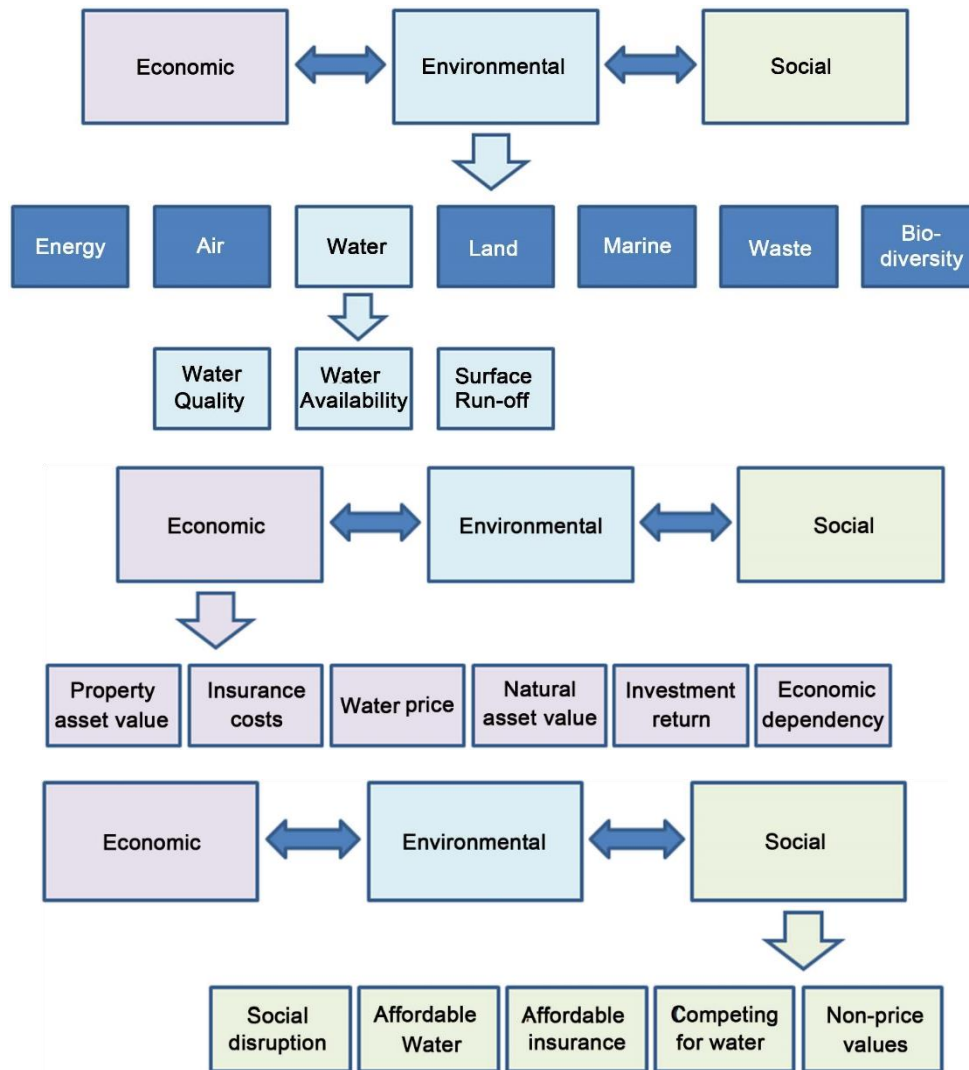 Economic
Environmental
Social
Energy
Air
Water
Land
Marine
Waste
Bio-
diversity
Water
Quality
Water
Availability
Surface
Run-off
Economic
Environmental
Social
Property
asset value
Insurance
costs
Water price
Natural
asset value
Investment
return
Economic
dependency
Economic
Environmental
Social
Social
disruption
Affordable
Water
Affordable
insurance
Competing
for water
Non-price
values